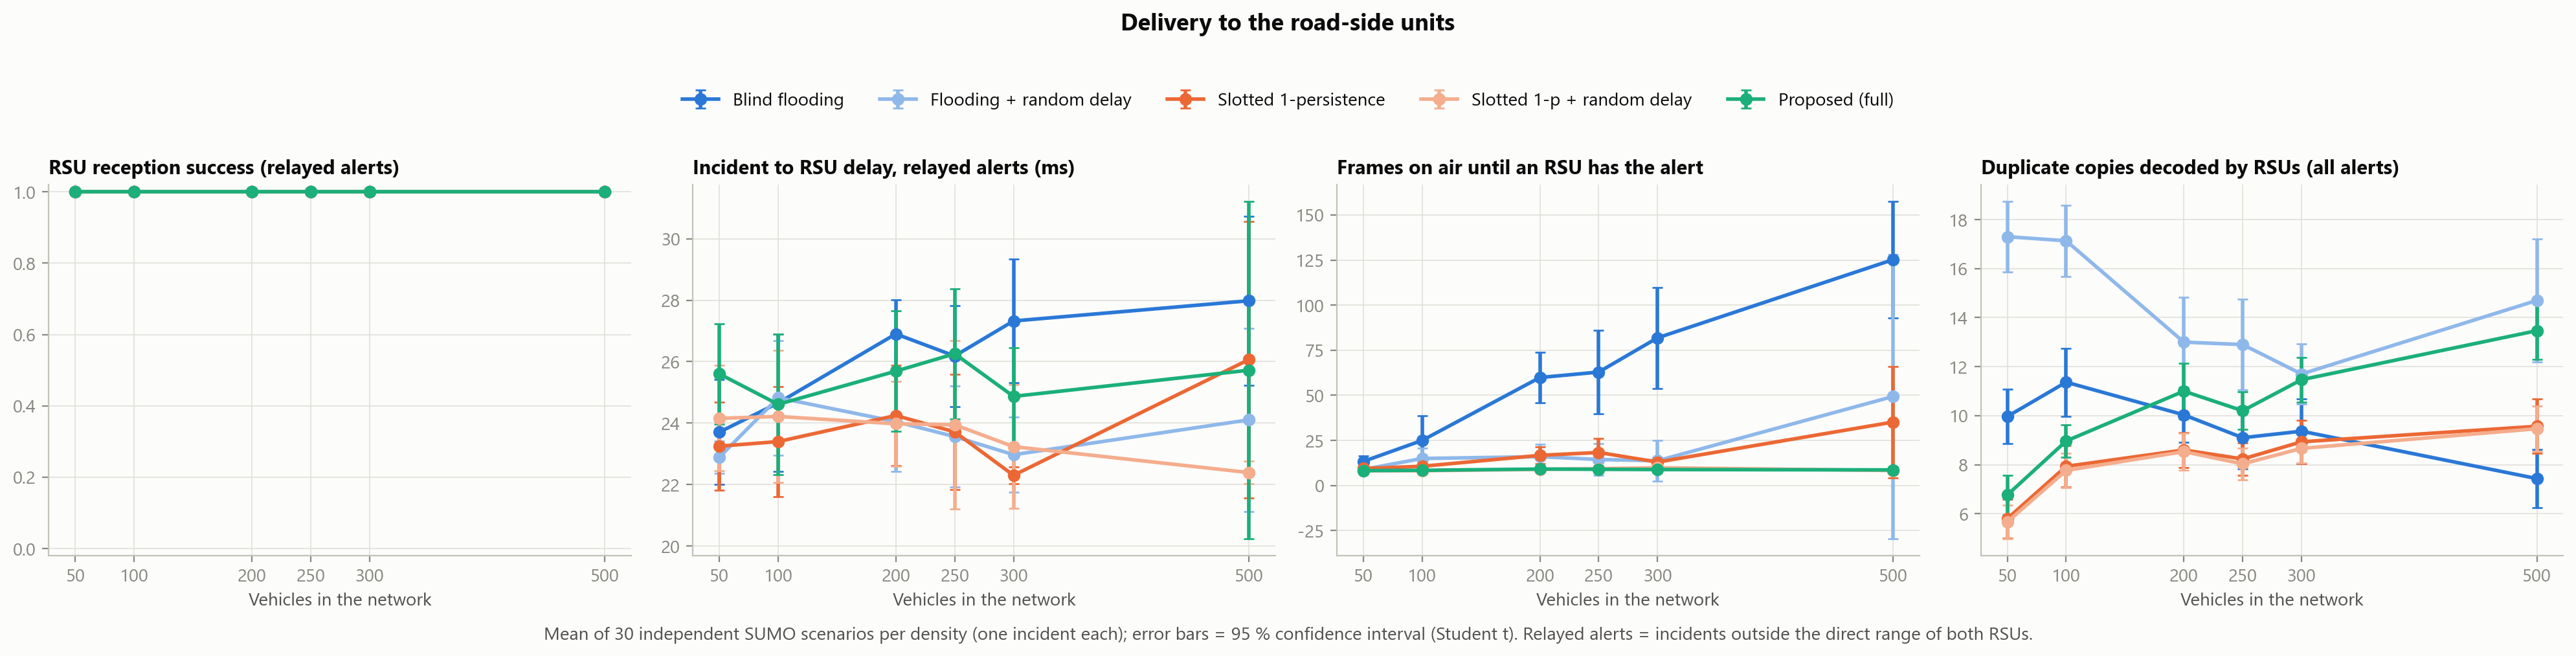 Delivery to the road-side units
Blind flooding
Flooding + random delay
Slotted 1-persistence
Slotted 1-p + random delay
Proposed (full)
RSU reception success (relayed alerts)
1.0
0.8
0.6
0.4
0.2
0.0
50 100 200 250 300 500
Vehicles in the network
Incident to RSU delay, relayed alerts (ms)
30
28
26
24
22
20
50 100 200 250 300 500
Vehicles in the network
Frames on air until an RSU has the alert
150
125
100
75
50
25
0
-25
50 100 200 250 300 500
Vehicles in the network
Duplicate copies decoded by RSUs (all alerts)
18
16
14
12
10
8
6
50 100 200 250 300 500
Vehicles in the network
Mean of 30 independent SUMO scenarios per density (one incident each); error bars = 95 % confidence interval (Student t). Relayed alerts = incidents outside the direct range of both RSUs.